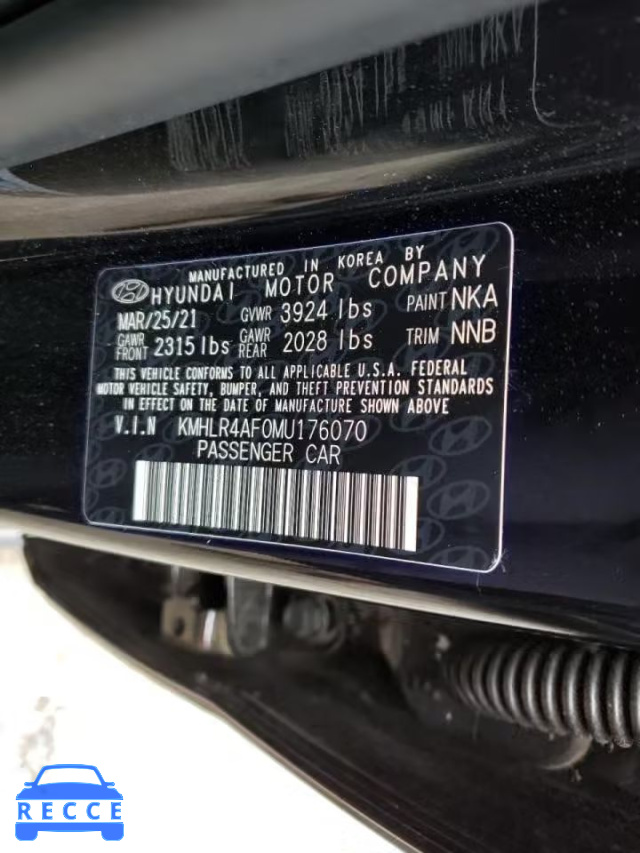 MANUFACTURED IN KOREA BY
HYUNDAI MOTOR COMPANY
MAR/25/21 GVWR 3924 lbs PAINT NKA
GAWR FRONT 2315 lbs GAWR REAR 2028 lbs TRIM NNB
THIS VEHICLE CONFORMS TO ALL APPLICABLE U.S.A. FEDERAL
MOTOR VEHICLE SAFETY, BUMPER, AND THEFT PREVENTION STANDARDS
IN EFFECT ON THE DATE OF MANUFACTURE SHOWN ABOVE
V.I.N KMHLR4AF0MU176070
PASSENGER CAR
RECCE